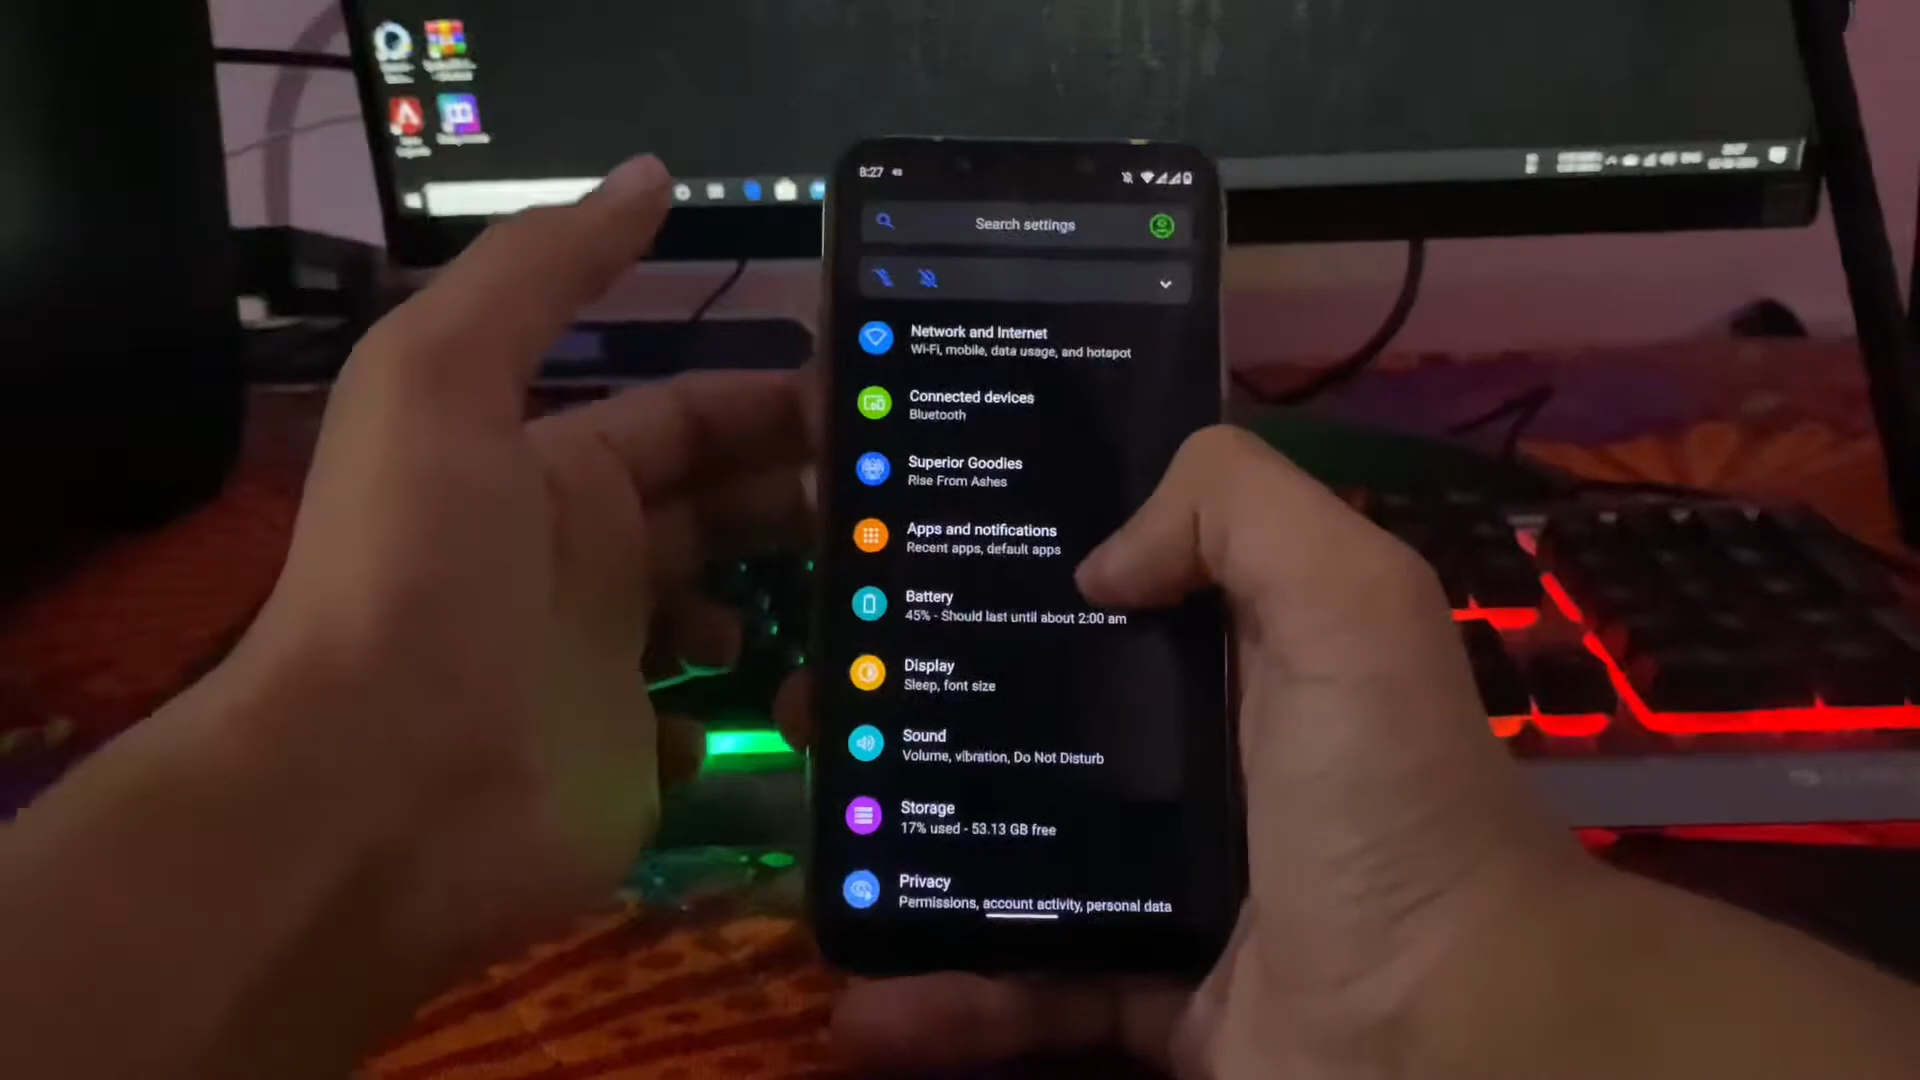 8:27
Search settings
Network and Internet
Wi-Fi, mobile, data usage, and hotspot
Connected devices
Bluetooth
Superior Goodies
Rise From Ashes
Apps and notifications
Recent apps, default apps
Battery
45% - Should last until about 2:00 am
Display
Sleep, font size
Sound
Volume, vibration, Do Not Disturb
Storage
17% used - 53.13 GB free
Privacy
Permissions, account activity, personal data